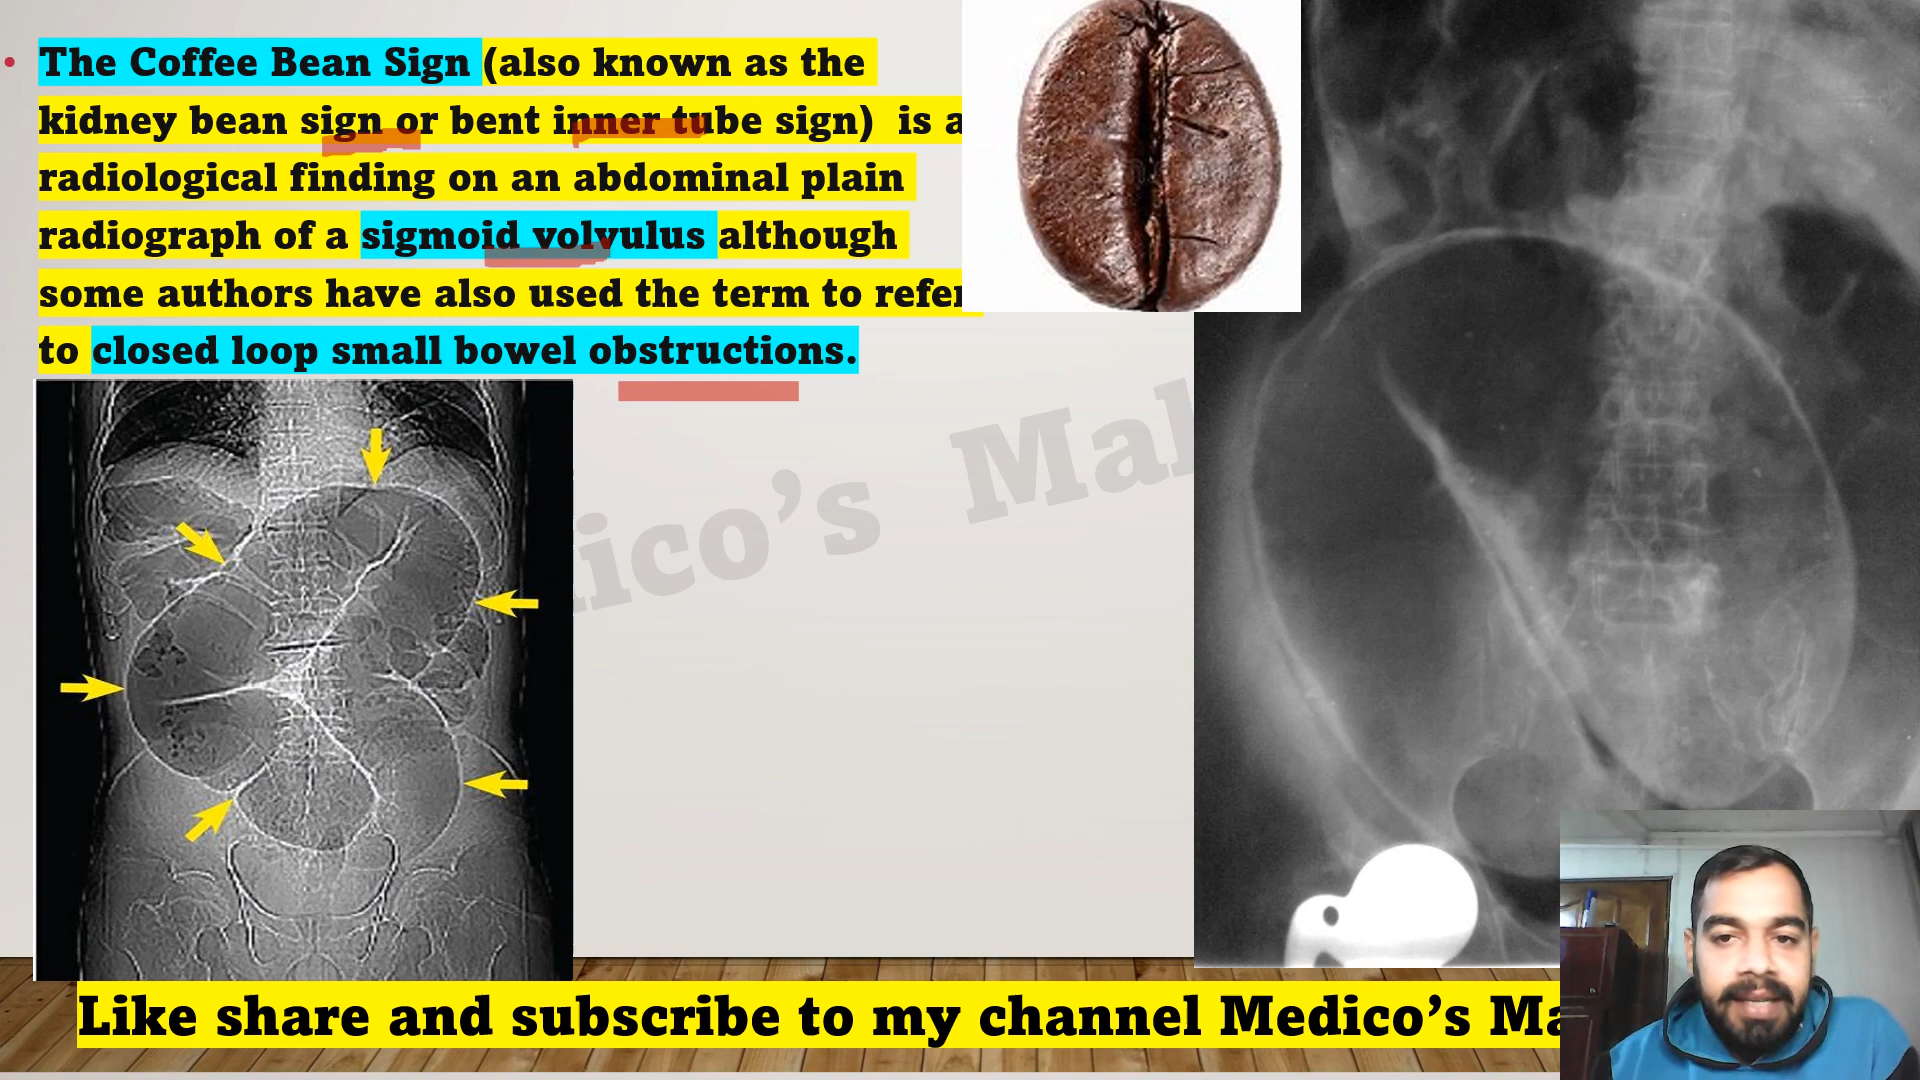 The Coffee Bean Sign (also known as the
kidney bean sign or bent inner tube sign) is a
radiological finding on an abdominal plain
radiograph of a sigmoid volvulus although
some authors have also used the term to refer
to closed loop small bowel obstructions.
ico's Mal
Like share and subscribe to my channel Medico's Ma